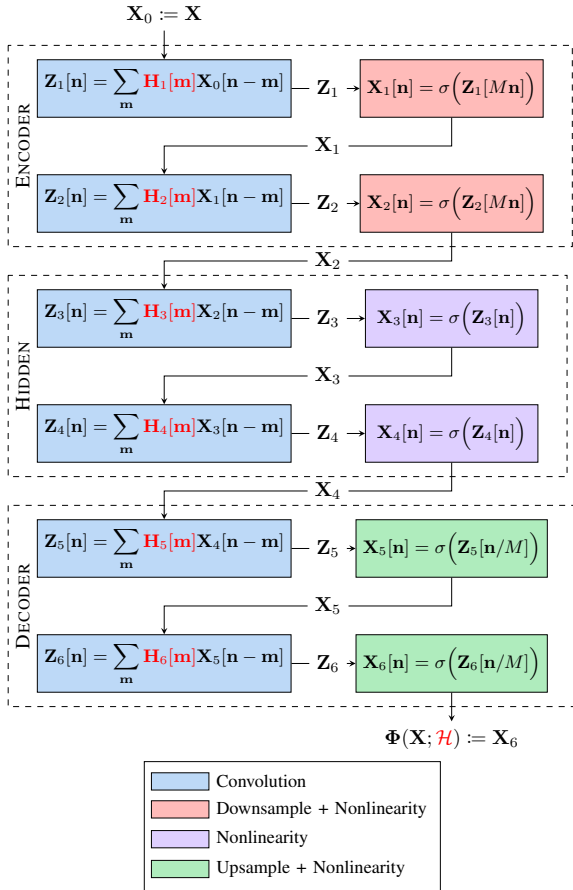 X₀ := X
ENCODER
Z₁[n] = ∑ₘ H₁[m]X₀[n − m]
Z₁
X₁[n] = σ(Z₁[Mn])
X₁
Z₂[n] = ∑ₘ H₂[m]X₁[n − m]
Z₂
X₂[n] = σ(Z₂[Mn])
X₂
HIDDEN
Z₃[n] = ∑ₘ H₃[m]X₂[n − m]
Z₃
X₃[n] = σ(Z₃[n])
X₃
Z₄[n] = ∑ₘ H₄[m]X₃[n − m]
Z₄
X₄[n] = σ(Z₄[n])
X₄
DECODER
Z₅[n] = ∑ₘ H₅[m]X₄[n − m]
Z₅
X₅[n] = σ(Z₅[n/M])
X₅
Z₆[n] = ∑ₘ H₆[m]X₅[n − m]
Z₆
X₆[n] = σ(Z₆[n/M])
Φ(X; ℋ) := X₆
Convolution
Downsample + Nonlinearity
Nonlinearity
Upsample + Nonlinearity